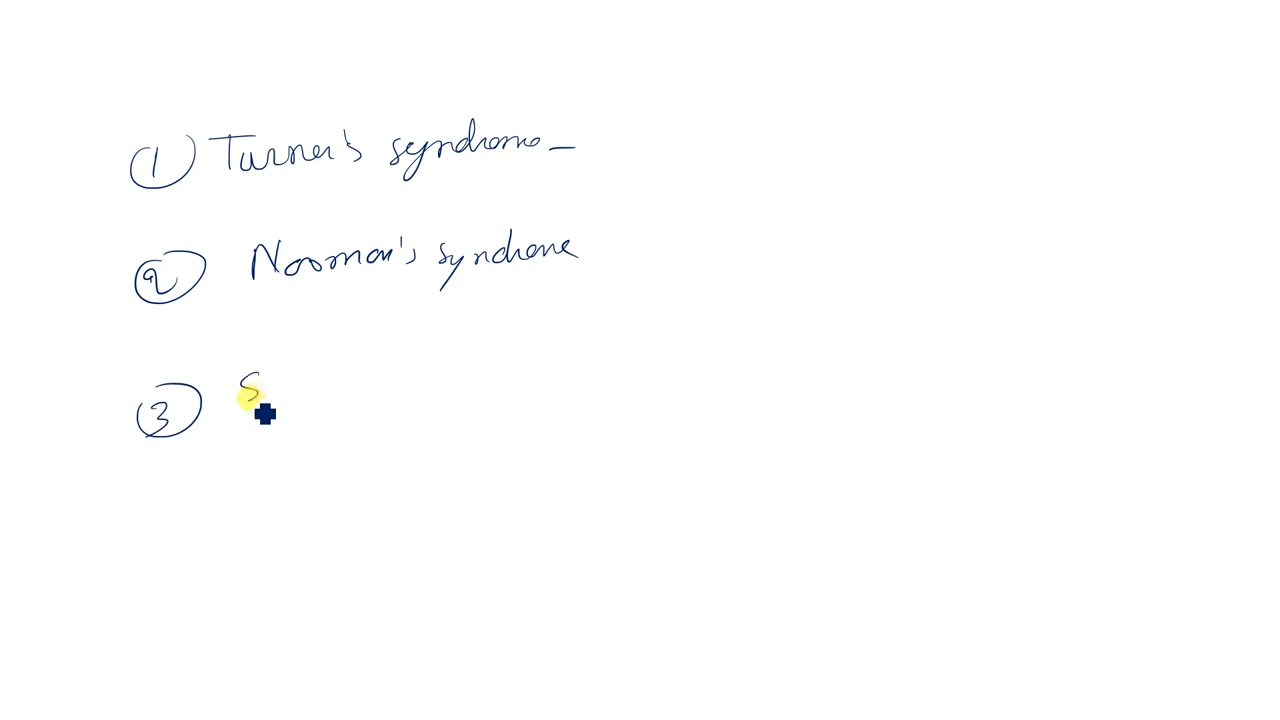 ① Turner's syndrome -
② Noonan's syndrome
③ S